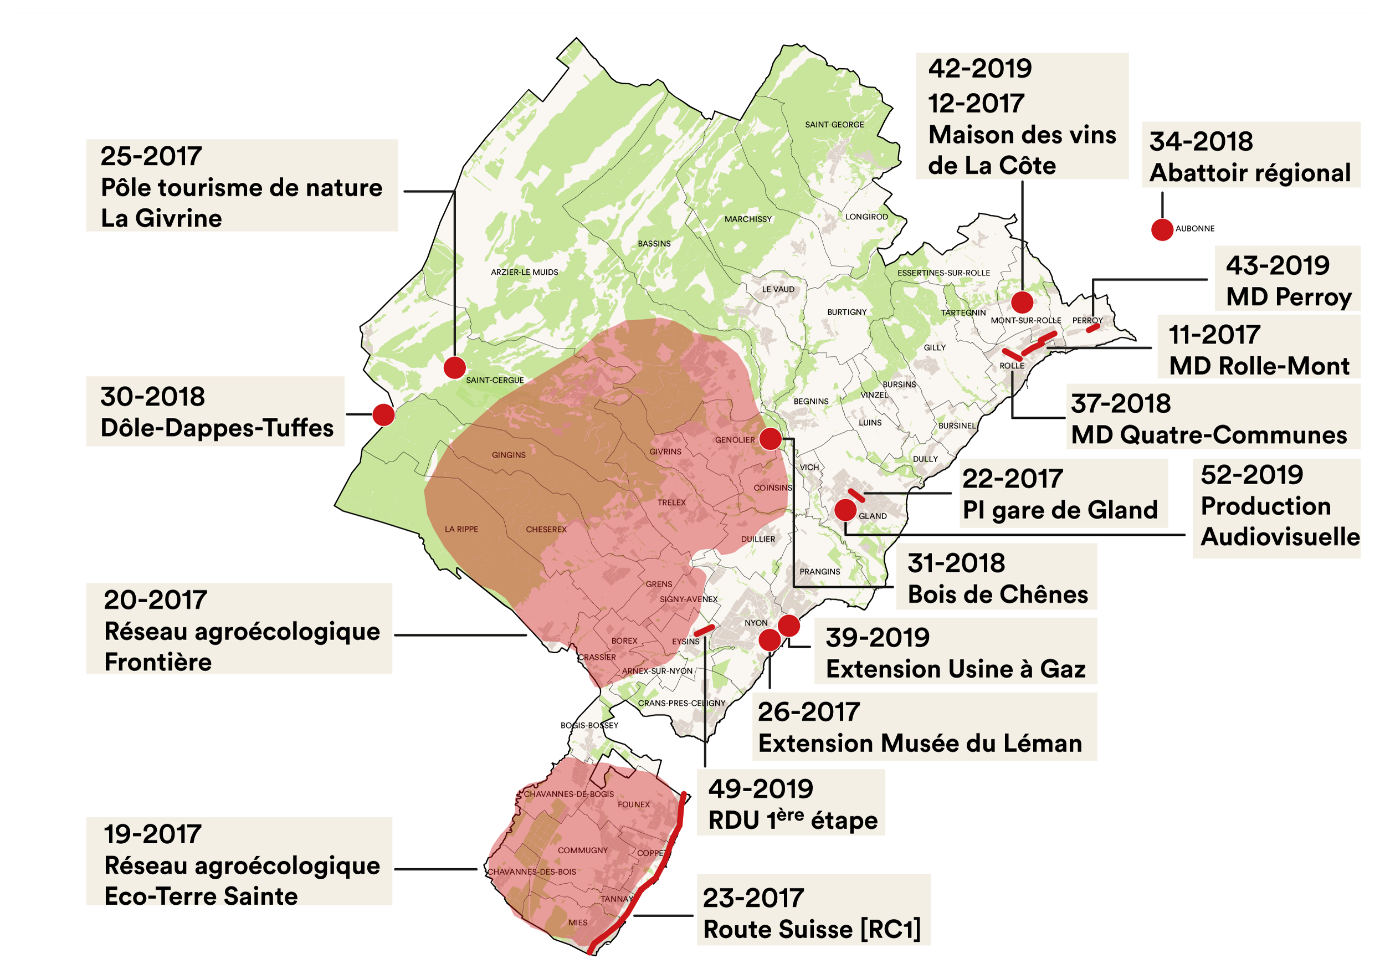 42-2019
12-2017
Maison des vins
de La Côte
34-2018
Abattoir régional
AUBONNE
25-2017
Pôle tourisme de nature
La Givrine
43-2019
MD Perroy
11-2017
MD Rolle-Mont
30-2018
Dôle-Dappes-Tuffes
37-2018
MD Quatre-Communes
22-2017
PI gare de Gland
52-2019
Production
Audiovisuelle
31-2018
Bois de Chênes
20-2017
Réseau agroécologique
Frontière
39-2019
Extension Usine à Gaz
26-2017
Extension Musée du Léman
49-2019
RDU 1ère étape
19-2017
Réseau agroécologique
Eco-Terre Sainte
23-2017
Route Suisse [RC1]
SAINT-GEORGE
MARCHISSY
LONGIROD
BASSINS
ARZIER-LE MUIDS
ESSERTINES-SUR-ROLLE
LE VAUD
BURTIGNY
TARTEGNIN
MONT-SUR-ROLLE
PERROY
GILLY
ROLLE
SAINT-CERGUE
BURSINS
VINZEL
BEGNINS
LUINS
BURSINEL
GENOLIER
GIVRINS
GINGINS
VICH
DULLY
COINSINS
TRELEX
GLAND
LA RIPPE
CHESEREX
DUILLIER
PRANGINS
GRENS
SIGNY-AVENEX
NYON
BOREX
EYSINS
CRASSIER
ARNEX-SUR-NYON
CRANS-PRES-CELIGNY
BOGIS-BOSSEY
CHAVANNES-DE-BOGIS
FOUNEX
COMMUGNY
COPPET
CHAVANNES-DES-BOIS
TANNAY
MIES